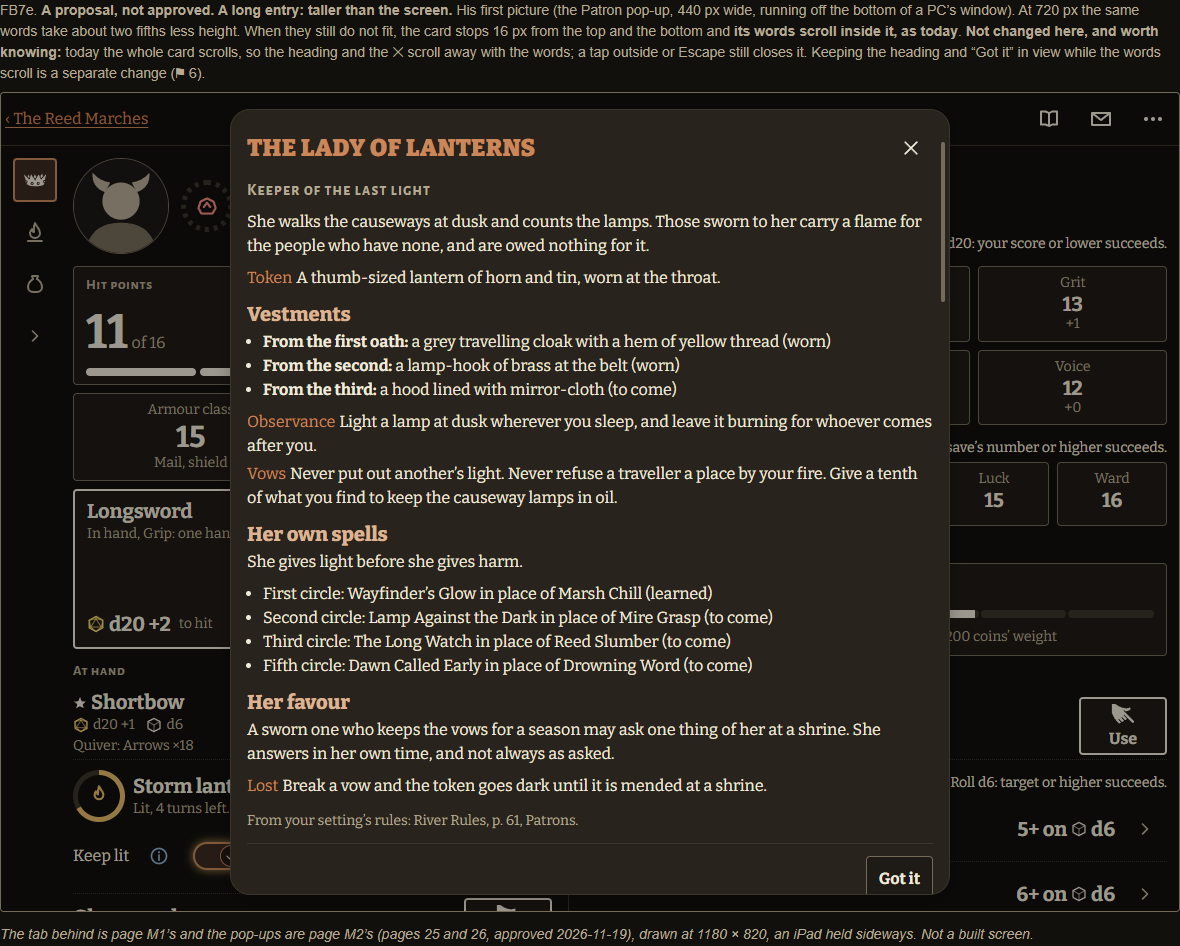 FB7e. A proposal, not approved. A long entry: taller than the screen. His first picture (the Patron pop-up, 440 px wide, running off the bottom of a PC's window). At 720 px the same
words take about two fifths less height. When they still do not fit, the card stops 16 px from the top and the bottom and its words scroll inside it, as today. Not changed here, and worth
knowing: today the whole card scrolls, so the heading and the ✕ scroll away with the words; a tap outside or Escape still closes it. Keeping the heading and “Got it” in view while the words
scroll is a separate change (⚑ 6).
‹ The Reed Marches
THE LADY OF LANTERNS
KEEPER OF THE LAST LIGHT
She walks the causeways at dusk and counts the lamps. Those sworn to her carry a flame for
the people who have none, and are owed nothing for it.
Token A thumb-sized lantern of horn and tin, worn at the throat.
Vestments
• From the first oath: a grey travelling cloak with a hem of yellow thread (worn)
• From the second: a lamp-hook of brass at the belt (worn)
• From the third: a hood lined with mirror-cloth (to come)
Observance Light a lamp at dusk wherever you sleep, and leave it burning for whoever comes
after you.
Vows Never put out another's light. Never refuse a traveller a place by your fire. Give a tenth
of what you find to keep the causeway lamps in oil.
Her own spells
She gives light before she gives harm.
• First circle: Wayfinder's Glow in place of Marsh Chill (learned)
• Second circle: Lamp Against the Dark in place of Mire Grasp (to come)
• Third circle: The Long Watch in place of Reed Slumber (to come)
• Fifth circle: Dawn Called Early in place of Drowning Word (to come)
Her favour
A sworn one who keeps the vows for a season may ask one thing of her at a shrine. She
answers in her own time, and not always as asked.
Lost Break a vow and the token goes dark until it is mended at a shrine.
From your setting's rules: River Rules, p. 61, Patrons.
Got it
HIT POINTS
11 of 16
Armour clas
15
Mail, shield
Longsword
In hand, Grip: one han
d20 +2 to hit
AT HAND
★ Shortbow
d20 +1 d6
Quiver: Arrows ×18
Storm lant
Lit, 4 turns left.
Keep lit
d20: your score or lower succeeds.
Grit
13
+1
Voice
12
+0
save's number or higher succeeds.
Luck
15
Ward
16
00 coins' weight
Use
Roll d6: target or higher succeeds.
5+ on d6
6+ on d6
The tab behind is page M1's and the pop-ups are page M2's (pages 25 and 26, approved 2026-11-19), drawn at 1180 × 820, an iPad held sideways. Not a built screen.